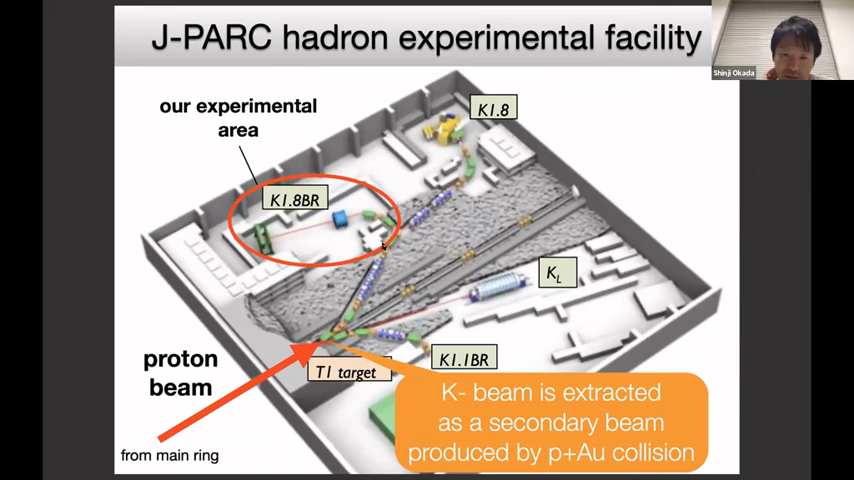 J-PARC hadron experimental facility
Shinji Okada
our experimental
area
K1.8
K1.8BR
KL
proton
beam
T1 target
K1.1BR
K- beam is extracted
as a secondary beam
produced by p+Au collision
from main ring